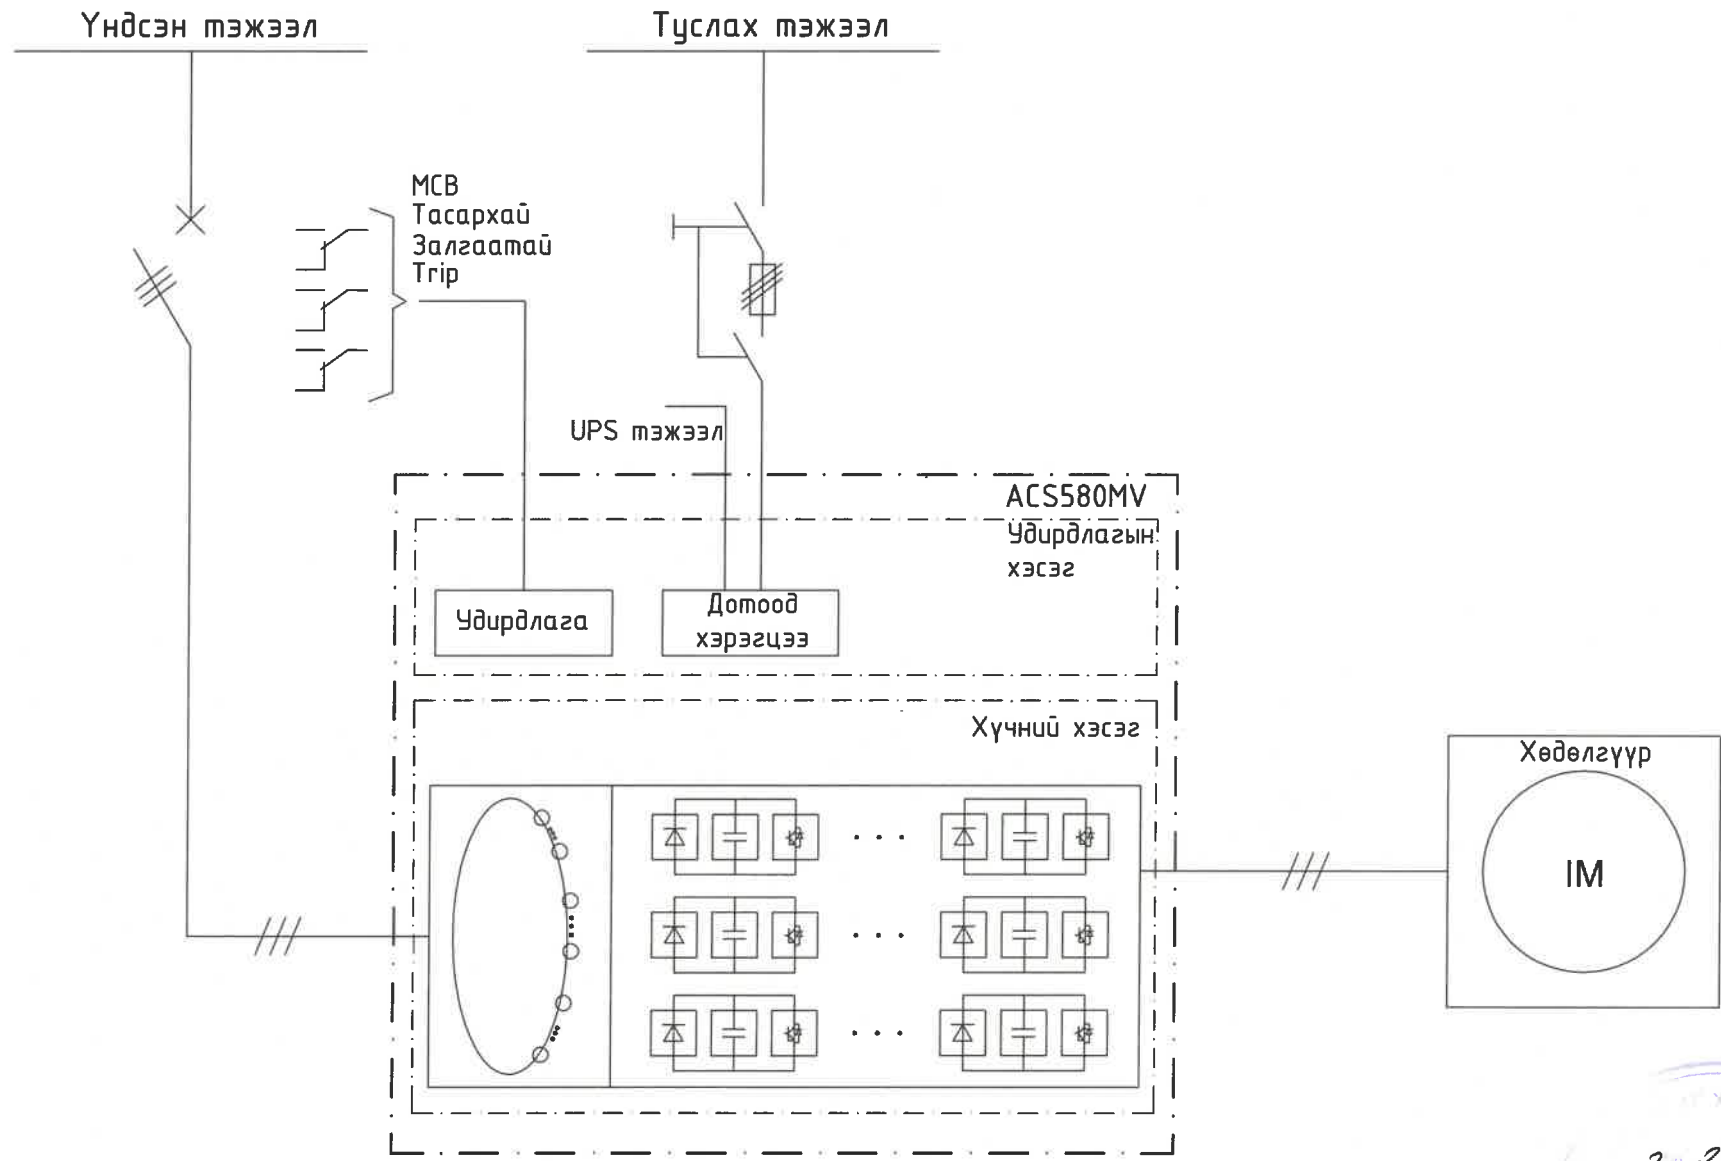 Үндсэн тэжээл
Туслах тэжээл
MCB
Тасархай
Залгаатай
Trip
UPS тэжээл
ACS580MV
Удирдлагын
хэсэг
Удирдлага
Дотоод
хэрэгцээ
Хүчний хэсэг
Хөдөлгүүр
IM